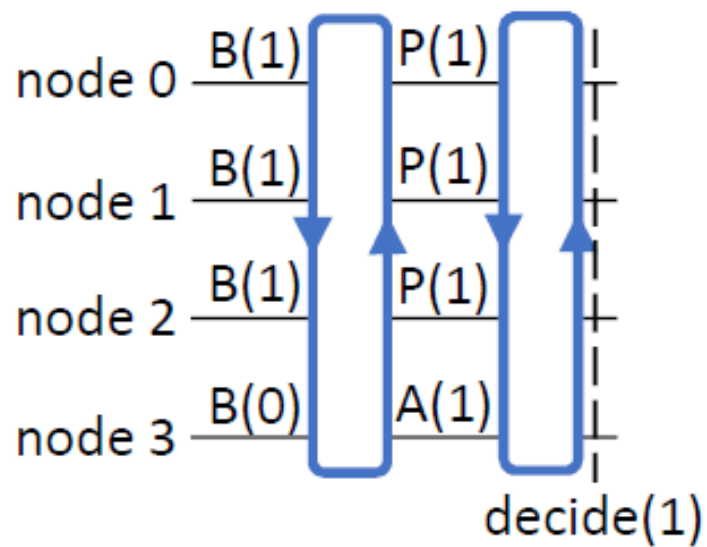 node 0 B(1) P(1)
node 1 B(1) P(1)
node 2 B(1) P(1)
node 3 B(0) A(1)
decide(1)